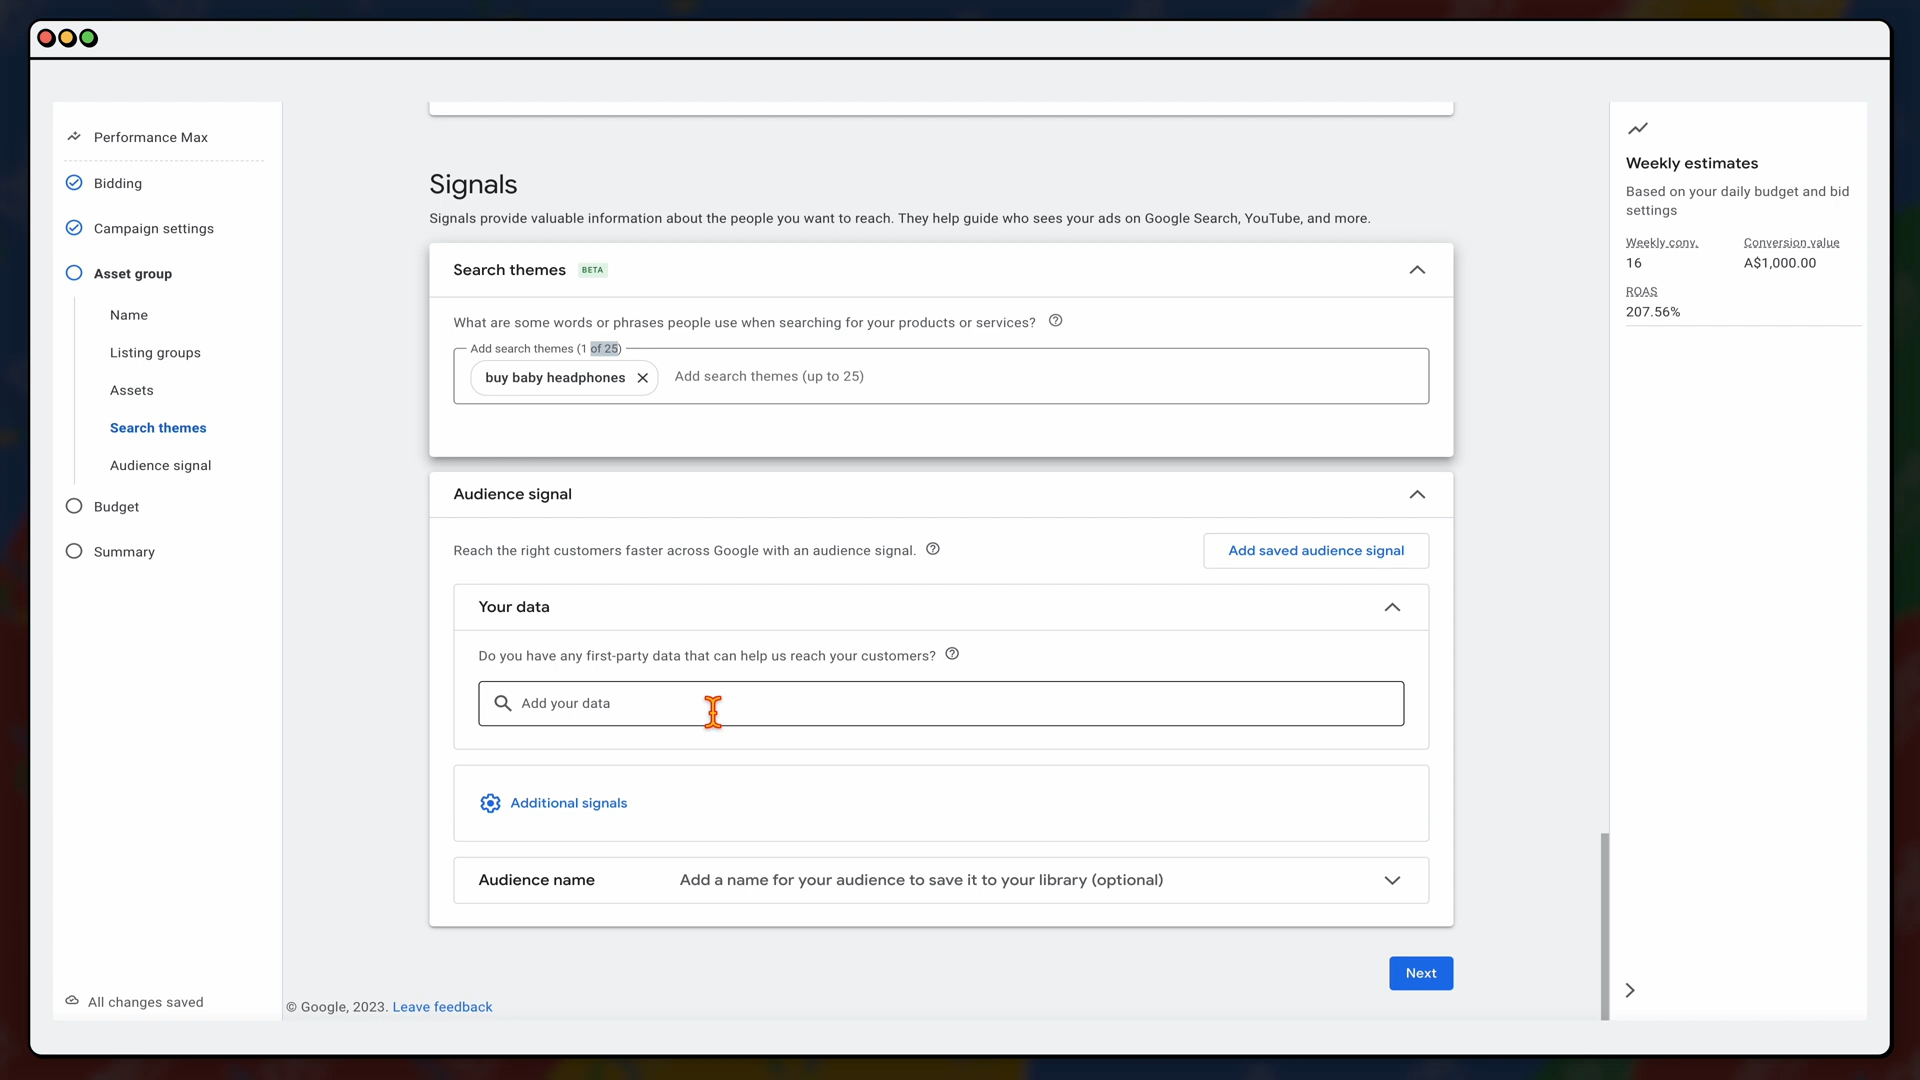 Performance Max
Bidding
Campaign settings
Asset group
Name
Listing groups
Assets
Search themes
Audience signal
Budget
Summary
All changes saved
Signals
Signals provide valuable information about the people you want to reach. They help guide who sees your ads on Google Search, YouTube, and more.
Search themes BETA
What are some words or phrases people use when searching for your products or services?
Add search themes (1 of 25)
buy baby headphones Add search themes (up to 25)
Audience signal
Reach the right customers faster across Google with an audience signal. Add saved audience signal
Your data
Do you have any first-party data that can help us reach your customers?
Add your data
Additional signals
Audience name Add a name for your audience to save it to your library (optional)
Next
© Google, 2023. Leave feedback
Weekly estimates
Based on your daily budget and bid
settings
Weekly conv. Conversion value
16 A$1,000.00
ROAS
207.56%